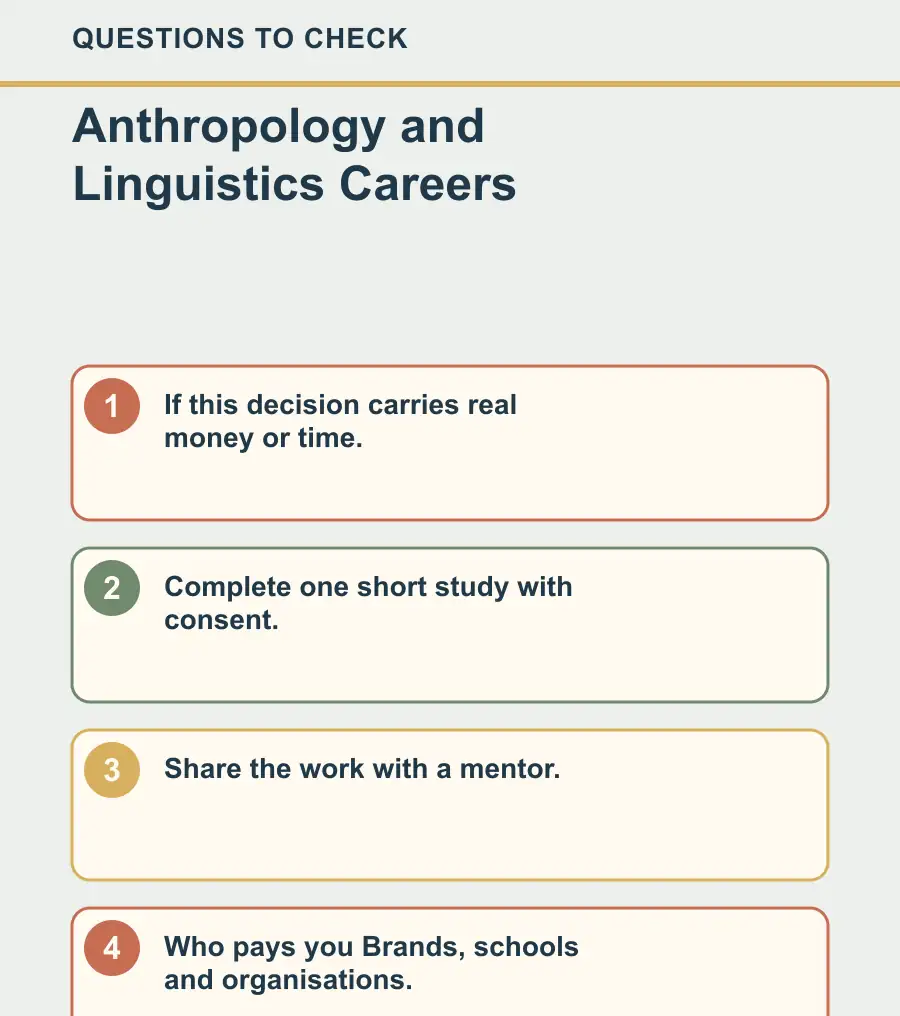 QUESTIONS TO CHECK
Anthropology and
Linguistics Careers
1
If this decision carries real
money or time.
2
Complete one short study with
consent.
3
Share the work with a mentor.
4
Who pays you Brands, schools
and organisations.